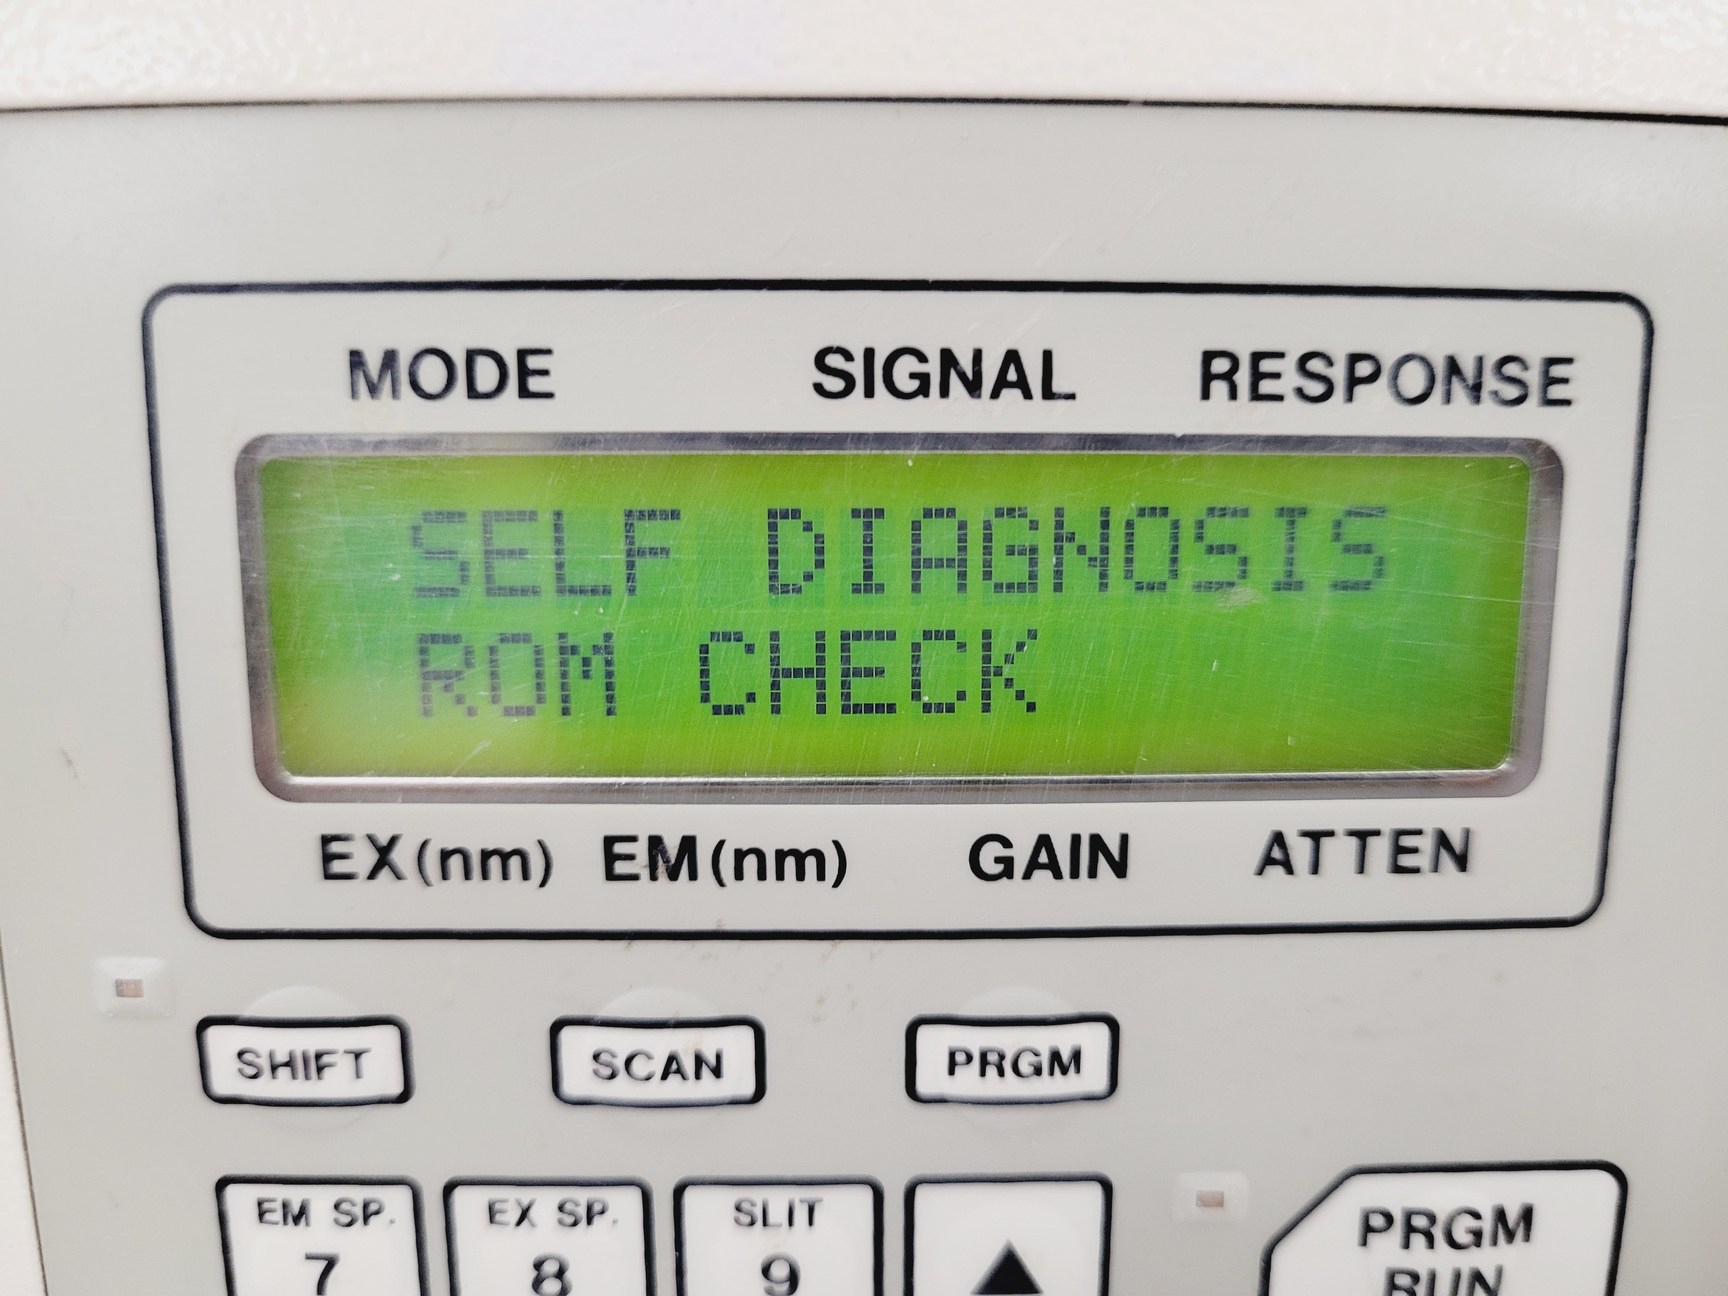 MODE SIGNAL RESPONSE
SELF DIAGNOSIS
ROM CHECK
EX(nm) EM(nm) GAIN ATTEN
SHIFT SCAN PRGM
EM SP. EX SP. SLIT
7 8 9 ▲
PRGM
RUN